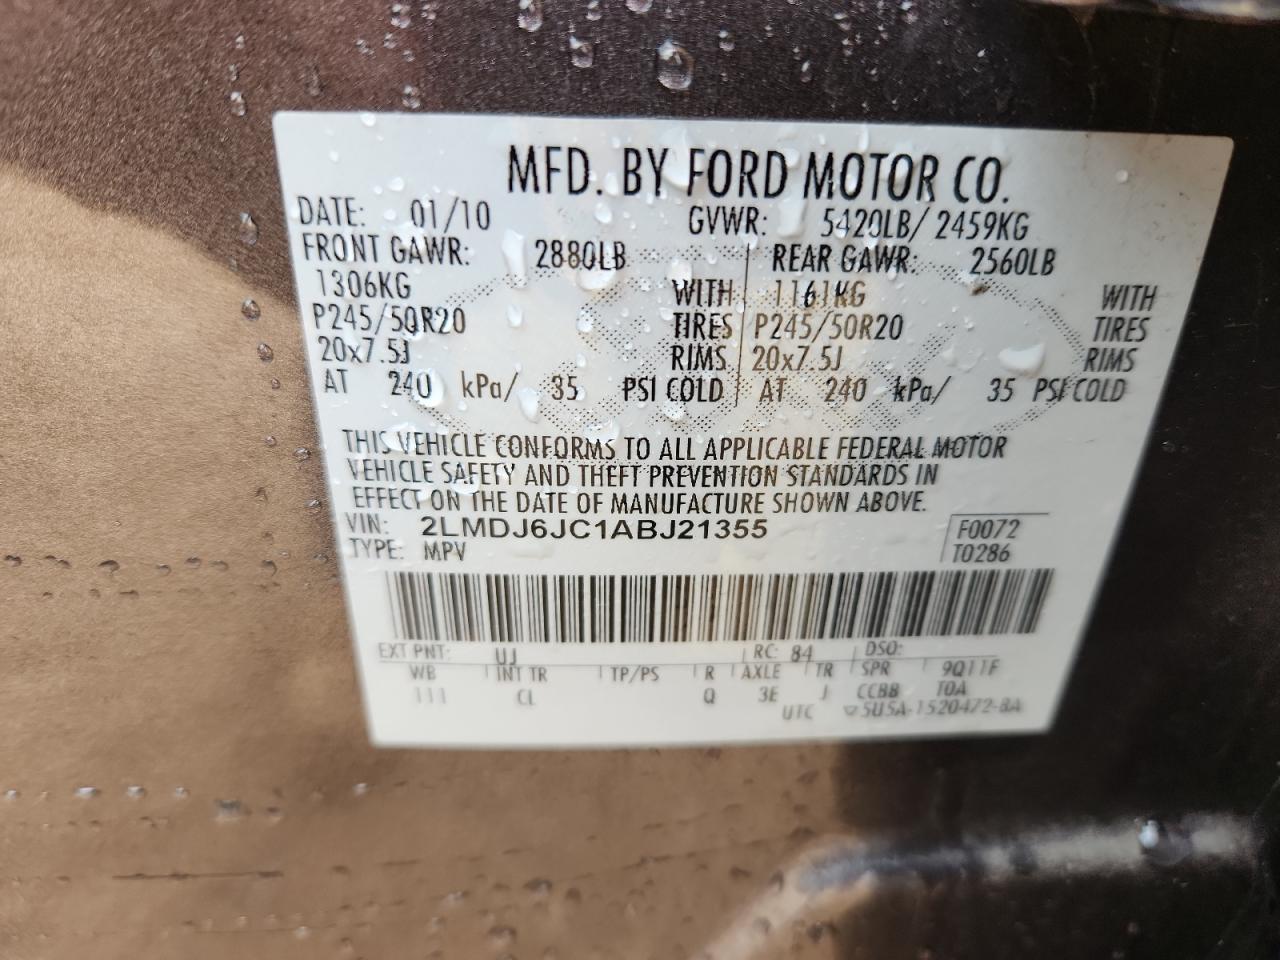 MFD. BY FORD MOTOR CO.
DATE: 01/10 GVWR: 5420LB/ 2459KG
FRONT GAWR: 2880LB REAR GAWR: 2560LB
1306KG WITH 1161KG WITH
P245/50R20 TIRES P245/50R20 TIRES
20x7.5J RIMS 20x7.5J RIMS
AT 240 kPa/ 35 PSI COLD AT 240 kPa/ 35 PSI COLD
THIS VEHICLE CONFORMS TO ALL APPLICABLE FEDERAL MOTOR
VEHICLE SAFETY AND THEFT PREVENTION STANDARDS IN
EFFECT ON THE DATE OF MANUFACTURE SHOWN ABOVE.
VIN: 2LMDJ6JC1ABJ21355 F0072
TYPE: MPV T0286
EXT PNT: UJ RC: 84 DSO:
WB INT TR TP/PS R AXLE TR SPR 9Q11F
111 CL Q 3E J CCBB TOA
UTC ▽5U5A-1520472-BA